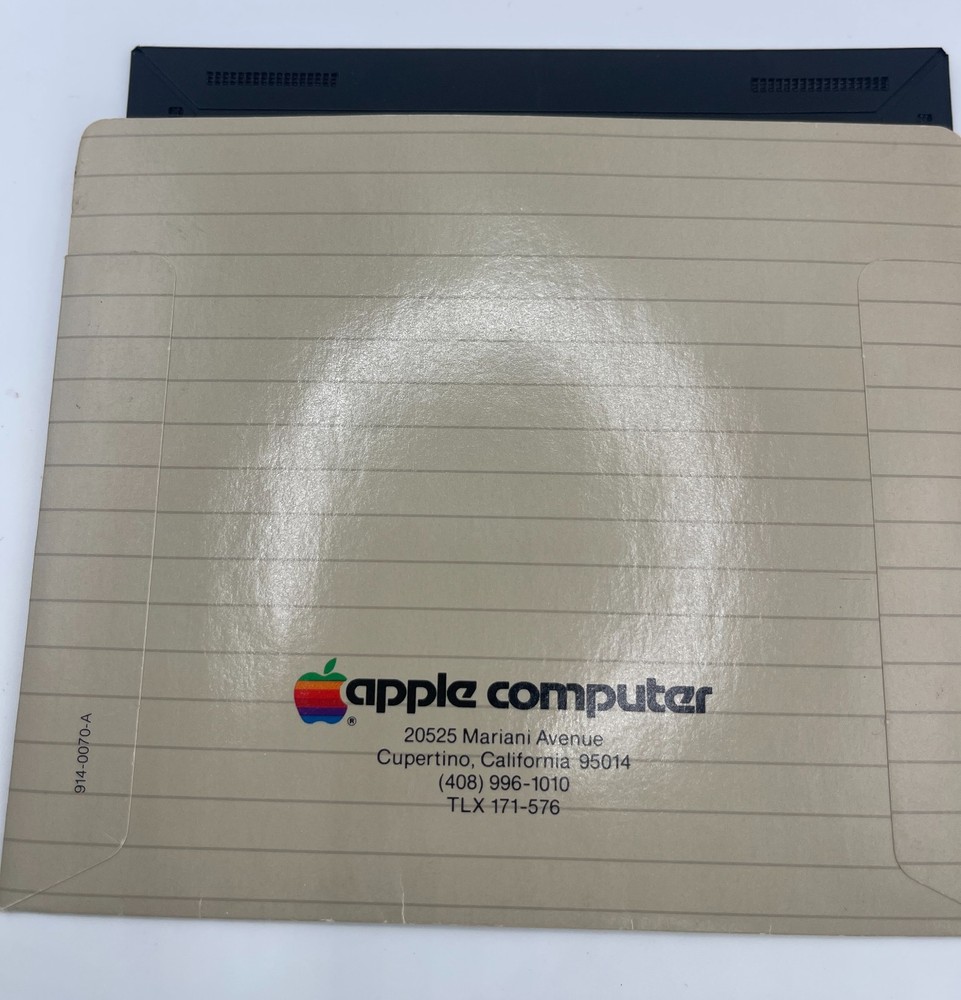 apple computer
®
20525 Mariani Avenue
Cupertino, California 95014
(408) 996-1010
TLX 171-576
914-0070-A